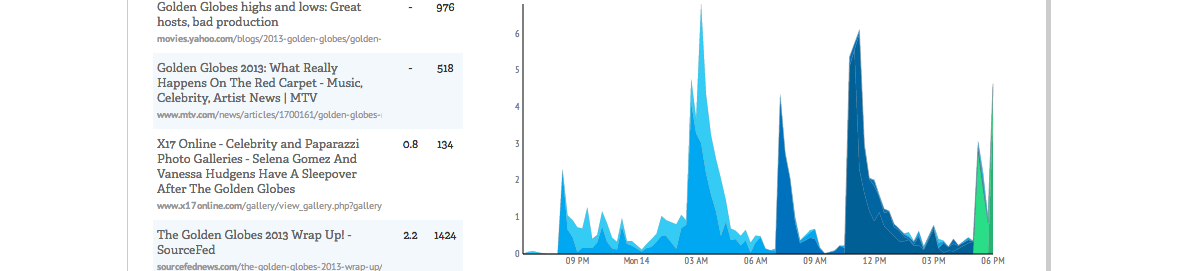 Golden Globes highs and lows: Great - 976
hosts, bad production
movies.yahoo.com/blogs/2013-golden-globes/golden-
Golden Globes 2013: What Really - 518
Happens On The Red Carpet - Music,
Celebrity, Artist News | MTV
www.mtv.com/news/articles/1700161/golden-globes-
X17 Online - Celebrity and Paparazzi 0.8 134
Photo Galleries - Selena Gomez And
Vanessa Hudgens Have A Sleepover
After The Golden Globes
www.x17online.com/gallery/view_gallery.php?gallery
The Golden Globes 2013 Wrap Up! - 2.2 1424
SourceFed
sourcefednews.com/the-golden-globes-2013-wrap-up/
6
5
4
3
2
1
0
09 PM Mon 14 03 AM 06 AM 09 AM 12 PM 03 PM 06 PM